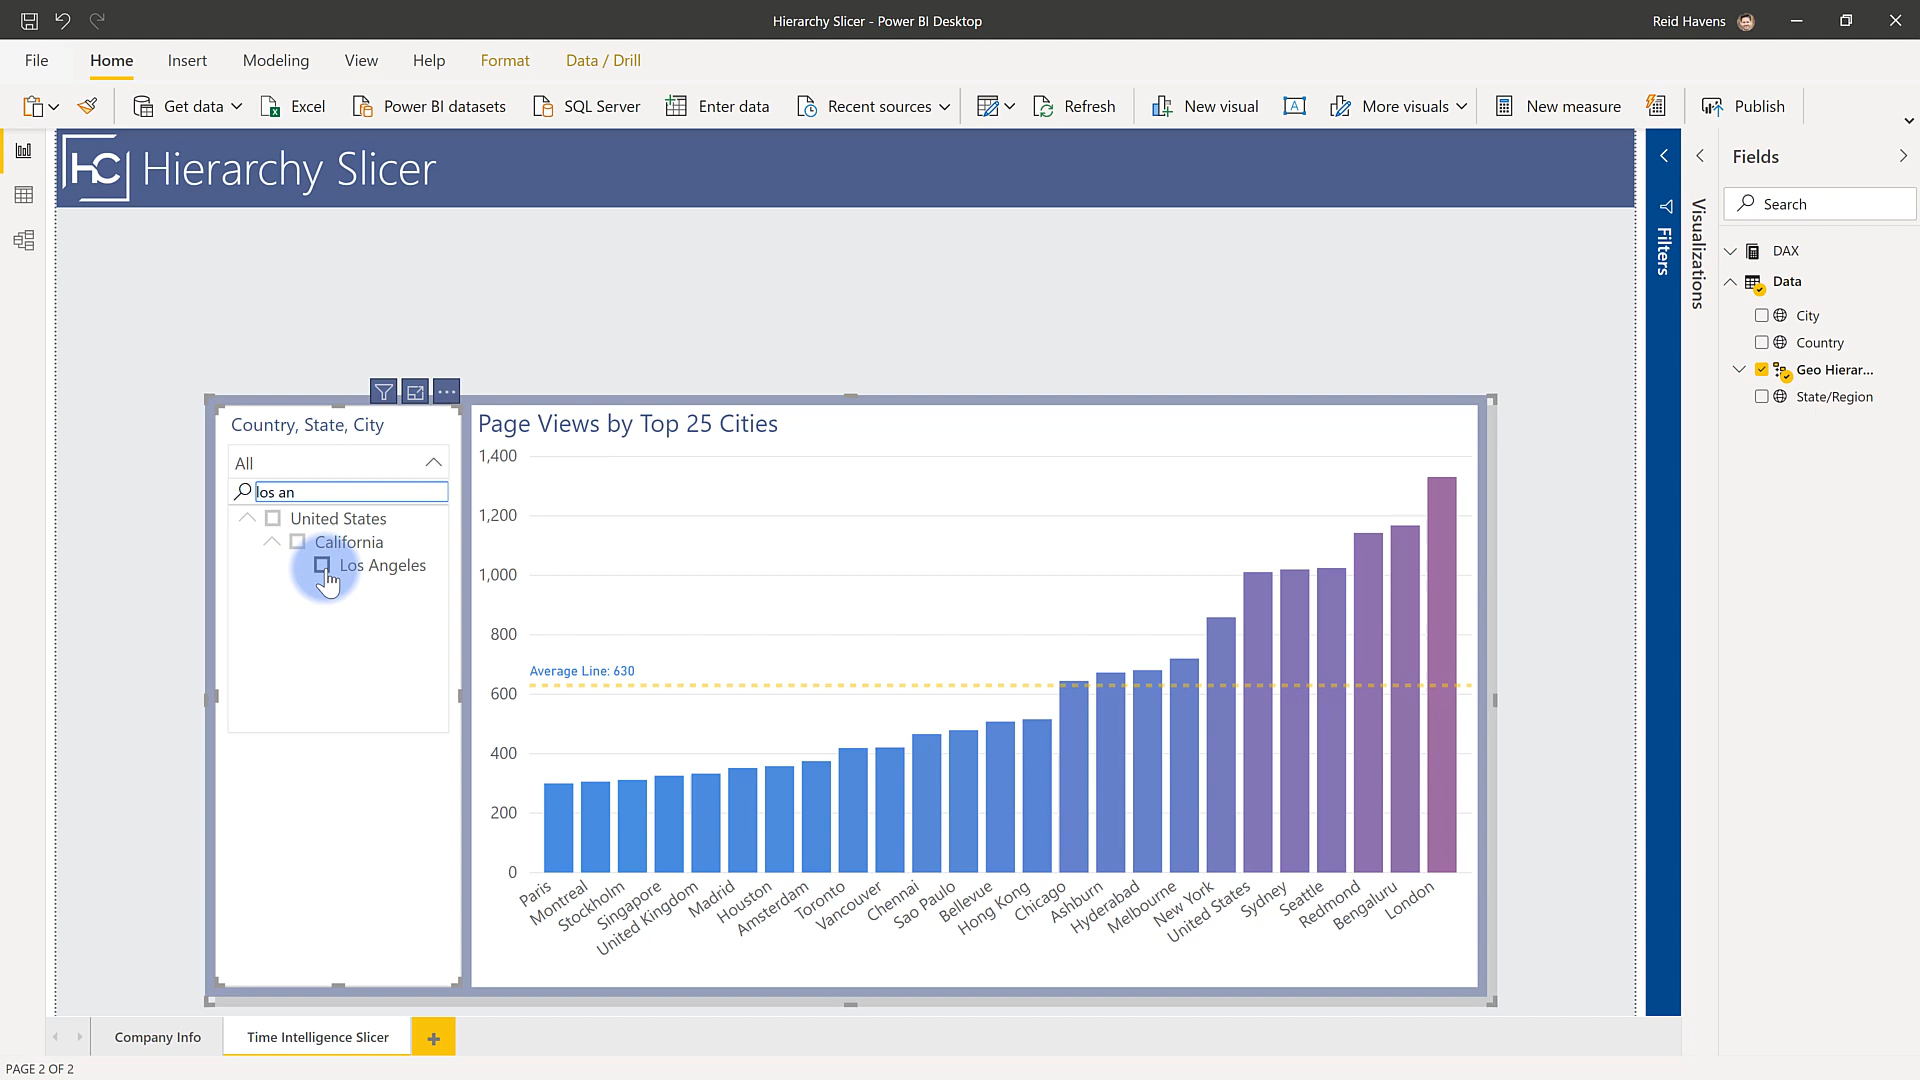 Hierarchy Slicer - Power BI Desktop
Reid Havens
File Home Insert Modeling View Help Format Data / Drill
Get data Excel Power BI datasets SQL Server Enter data Recent sources Refresh New visual A More visuals New measure Publish
HC Hierarchy Slicer
Filters
Visualizations
Fields
Search
DAX
Data
City
Country
Geo Hierar...
State/Region
Country, State, City
All
los an
United States
California
Los Angeles
Page Views by Top 25 Cities
1,400
1,200
1,000
800
Average Line: 630
600
400
200
0
Paris
Montreal
Stockholm
Singapore
United Kingdom
Madrid
Houston
Amsterdam
Toronto
Vancouver
Chennai
Sao Paulo
Bellevue
Hong Kong
Chicago
Ashburn
Hyderabad
Melbourne
New York
United States
Sydney
Seattle
Redmond
Bengaluru
London
Company Info Time Intelligence Slicer
PAGE 2 OF 2